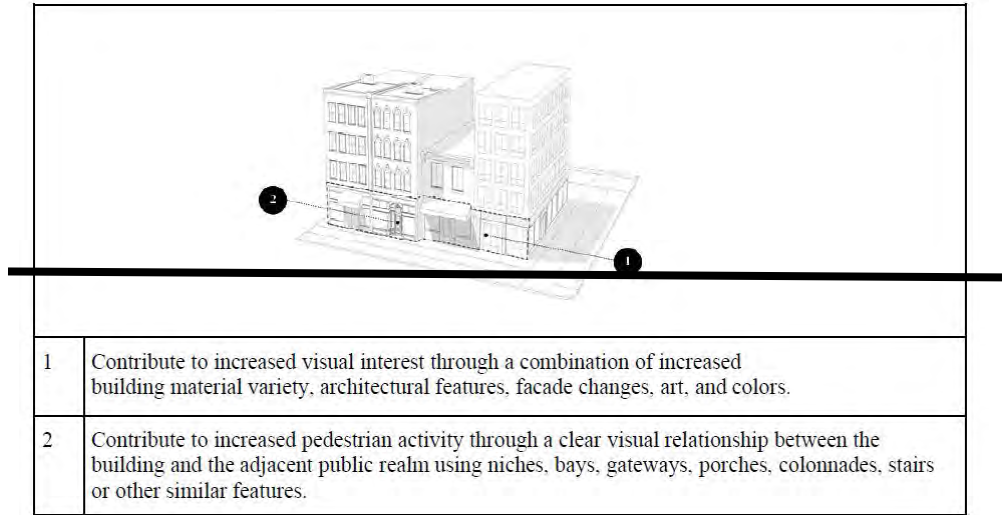 2
1
1 Contribute to increased visual interest through a combination of increased
building material variety, architectural features, facade changes, art, and colors.
2 Contribute to increased pedestrian activity through a clear visual relationship between the
building and the adjacent public realm using niches, bays, gateways, porches, colonnades, stairs
or other similar features.